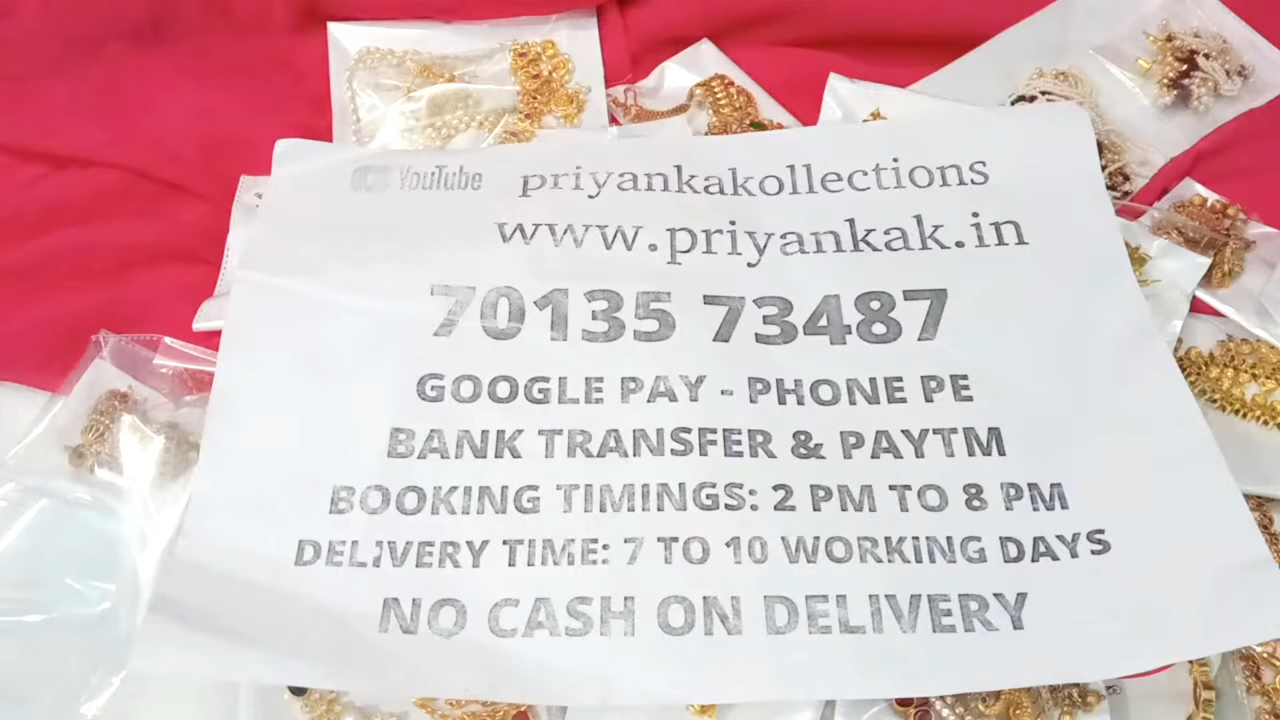 YouTube priyankakollections
www.priyankak.in
70135 73487
GOOGLE PAY - PHONE PE
BANK TRANSFER & PAYTM
BOOKING TIMINGS: 2 PM TO 8 PM
DELIVERY TIME: 7 TO 10 WORKING DAYS
NO CASH ON DELIVERY